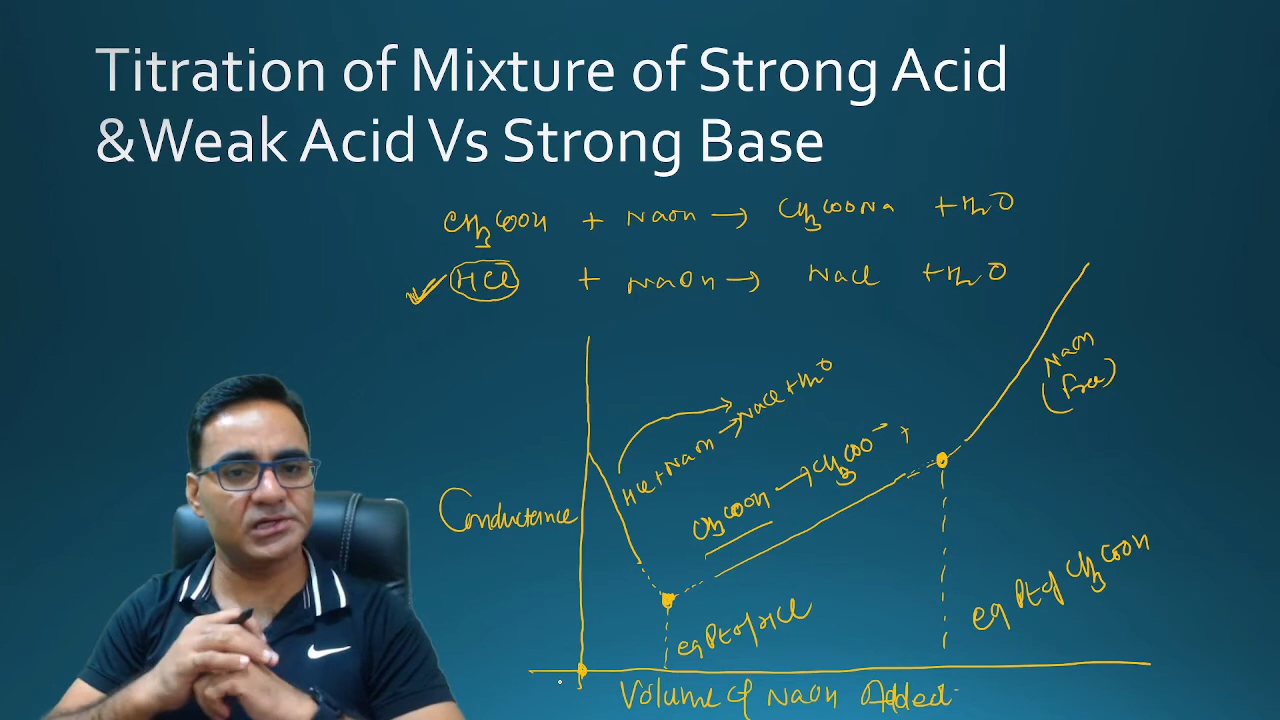 Titration of Mixture of Strong Acid
&Weak Acid Vs Strong Base
CH3COOH + NaOH → CH3COONa + H2O
HCl + NaOH → NaCl + H2O
NaOH
(Free)
HCl + NaOH → NaCl + H2O
CH3COOH → CH3COO⁻ +
Conductance
eq Pt of HCl
eq Pt of CH3COOH
Volume of NaOH Added